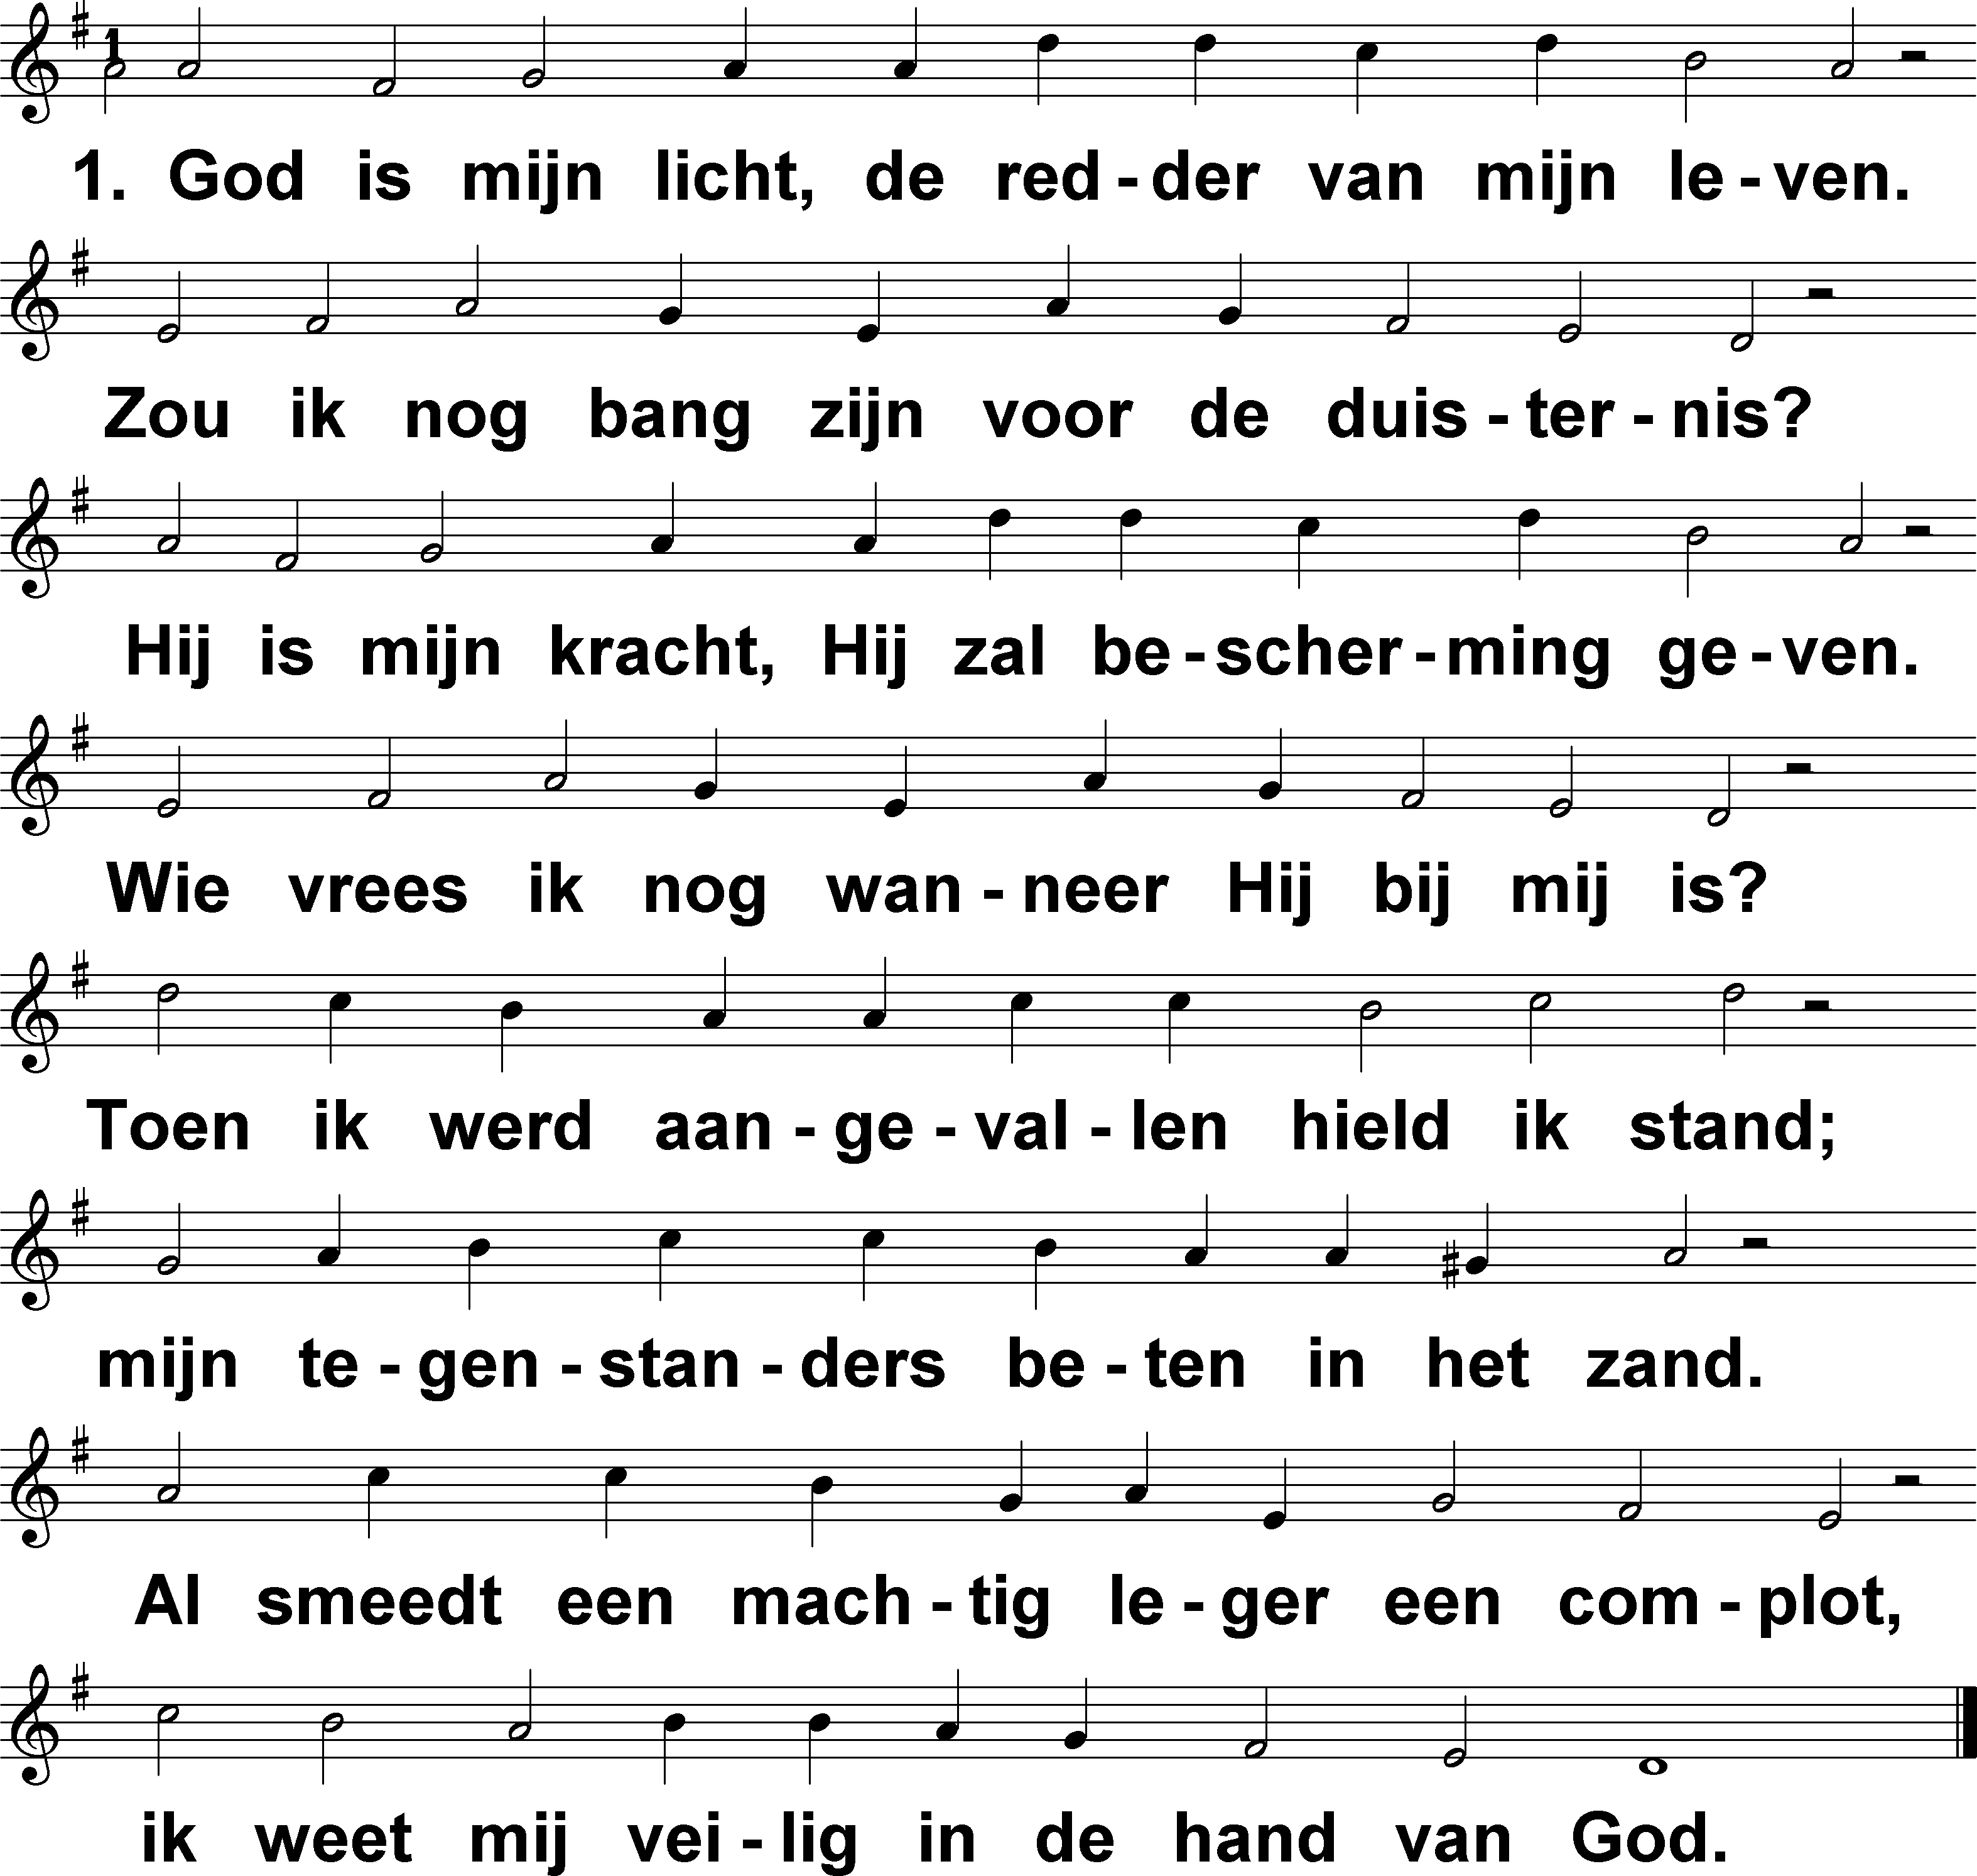 1
1. God is mijn licht, de red - der van mijn le - ven.
Zou ik nog bang zijn voor de duis - ter - nis?
Hij is mijn kracht, Hij zal be - scher - ming ge - ven.
Wie vrees ik nog wan - neer Hij bij mij is?
Toen ik werd aan - ge - val - len hield ik stand;
mijn te - gen - stan - ders be - ten in het zand.
Al smeedt een mach - tig le - ger een com - plot,
ik weet mij vei - lig in de hand van God.